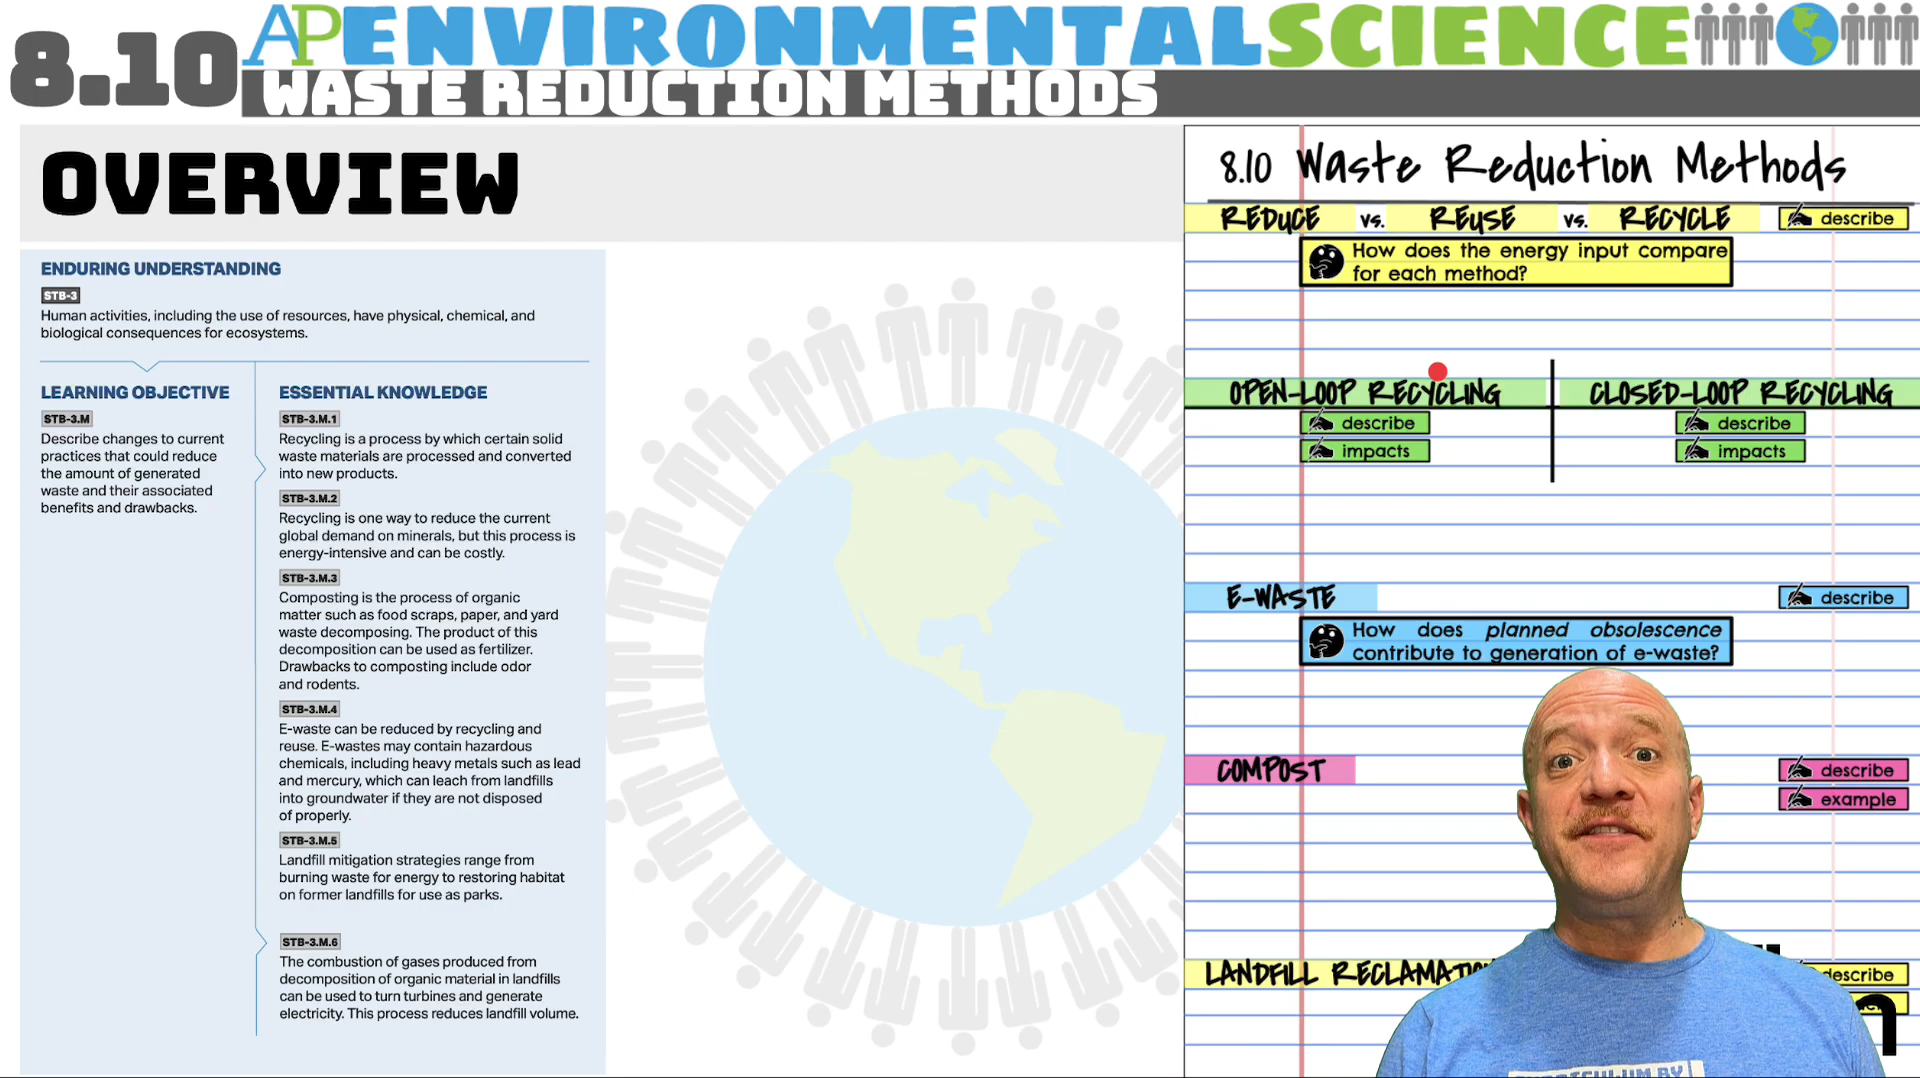 8.10
AP ENVIRONMENTAL SCIENCE
WASTE REDUCTION METHODS
OVERVIEW
ENDURING UNDERSTANDING
STB-3
Human activities, including the use of resources, have physical, chemical, and
biological consequences for ecosystems.
LEARNING OBJECTIVE
STB-3.M
Describe changes to current
practices that could reduce
the amount of generated
waste and their associated
benefits and drawbacks.
ESSENTIAL KNOWLEDGE
STB-3.M.1
Recycling is a process by which certain solid
waste materials are processed and converted
into new products.
STB-3.M.2
Recycling is one way to reduce the current
global demand on minerals, but this process is
energy-intensive and can be costly.
STB-3.M.3
Composting is the process of organic
matter such as food scraps, paper, and yard
waste decomposing. The product of this
decomposition can be used as fertilizer.
Drawbacks to composting include odor
and rodents.
STB-3.M.4
E-waste can be reduced by recycling and
reuse. E-wastes may contain hazardous
chemicals, including heavy metals such as lead
and mercury, which can leach from landfills
into groundwater if they are not disposed
of properly.
STB-3.M.5
Landfill mitigation strategies range from
burning waste for energy to restoring habitat
on former landfills for use as parks.
STB-3.M.6
The combustion of gases produced from
decomposition of organic material in landfills
can be used to turn turbines and generate
electricity. This process reduces landfill volume.
8.10 Waste Reduction Methods
REDUCE vs. REUSE vs. RECYCLE describe
How does the energy input compare
for each method?
OPEN-LOOP RECYCLING
describe
impacts
CLOSED-LOOP RECYCLING
describe
impacts
E-WASTE describe
How does planned obsolescence
contribute to generation of e-waste?
COMPOST describe
example
LANDFILL describe
CURRICULUM BY